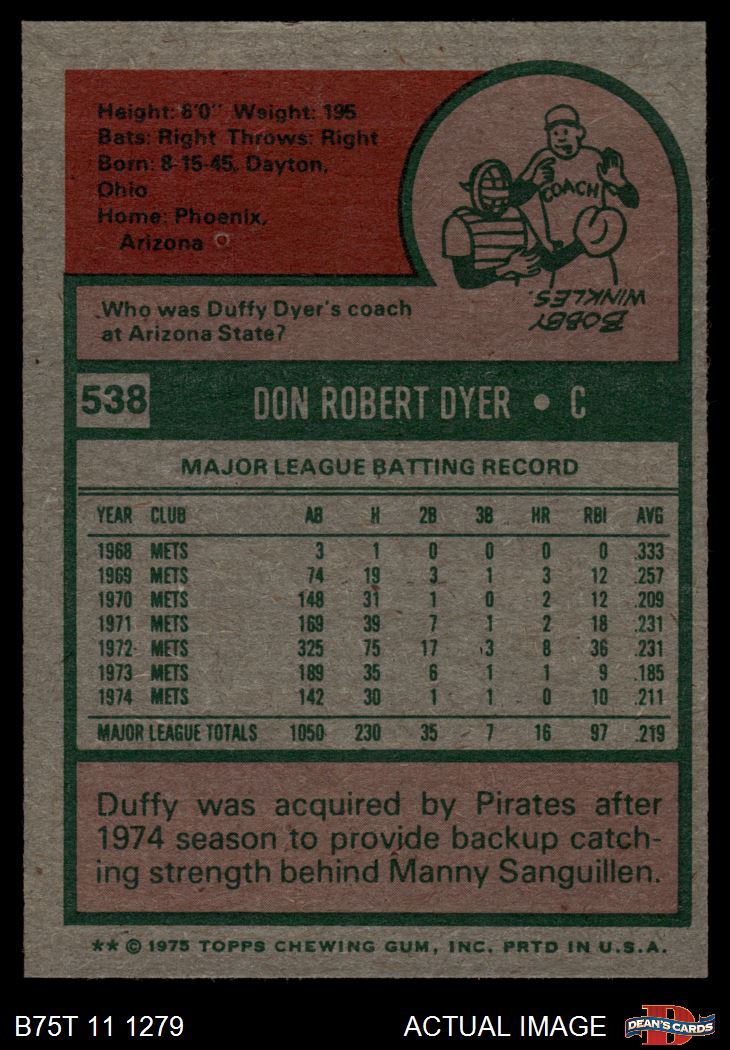 Height: 6'0" Weight: 195
Bats: Right Throws: Right
Born: 8-15-45, Dayton,
Ohio
Home: Phoenix,
Arizona
COACH
BOBBY
WINKLES.
Who was Duffy Dyer's coach
at Arizona State?
538 DON ROBERT DYER • C
MAJOR LEAGUE BATTING RECORD
YEAR CLUB AB H 2B 3B HR RBI AVG
1968 METS 3 1 0 0 0 0 .333
1969 METS 74 19 3 1 3 12 .257
1970 METS 148 31 1 0 2 12 .209
1971 METS 169 39 7 1 2 18 .231
1972 METS 325 75 17 3 8 36 .231
1973 METS 189 35 6 1 1 9 .185
1974 METS 142 30 1 1 0 10 .211
MAJOR LEAGUE TOTALS 1050 230 35 7 16 97 .219
Duffy was acquired by Pirates after
1974 season to provide backup catch-
ing strength behind Manny Sanguillen.
** © 1975 TOPPS CHEWING GUM, INC. PRTD IN U.S.A.
B75T 11 1279 ACTUAL IMAGE D DEAN'S CARDS